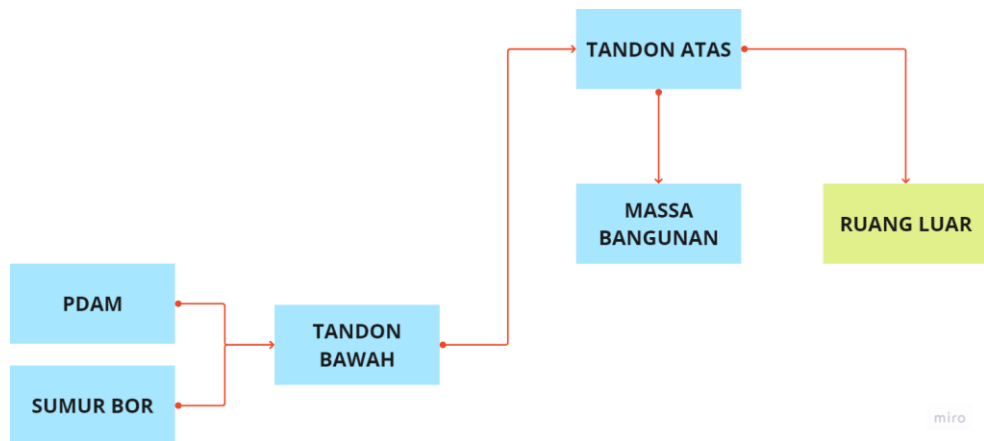 TANDON ATAS
MASSA
BANGUNAN
RUANG LUAR
PDAM
TANDON
BAWAH
SUMUR BOR
miro